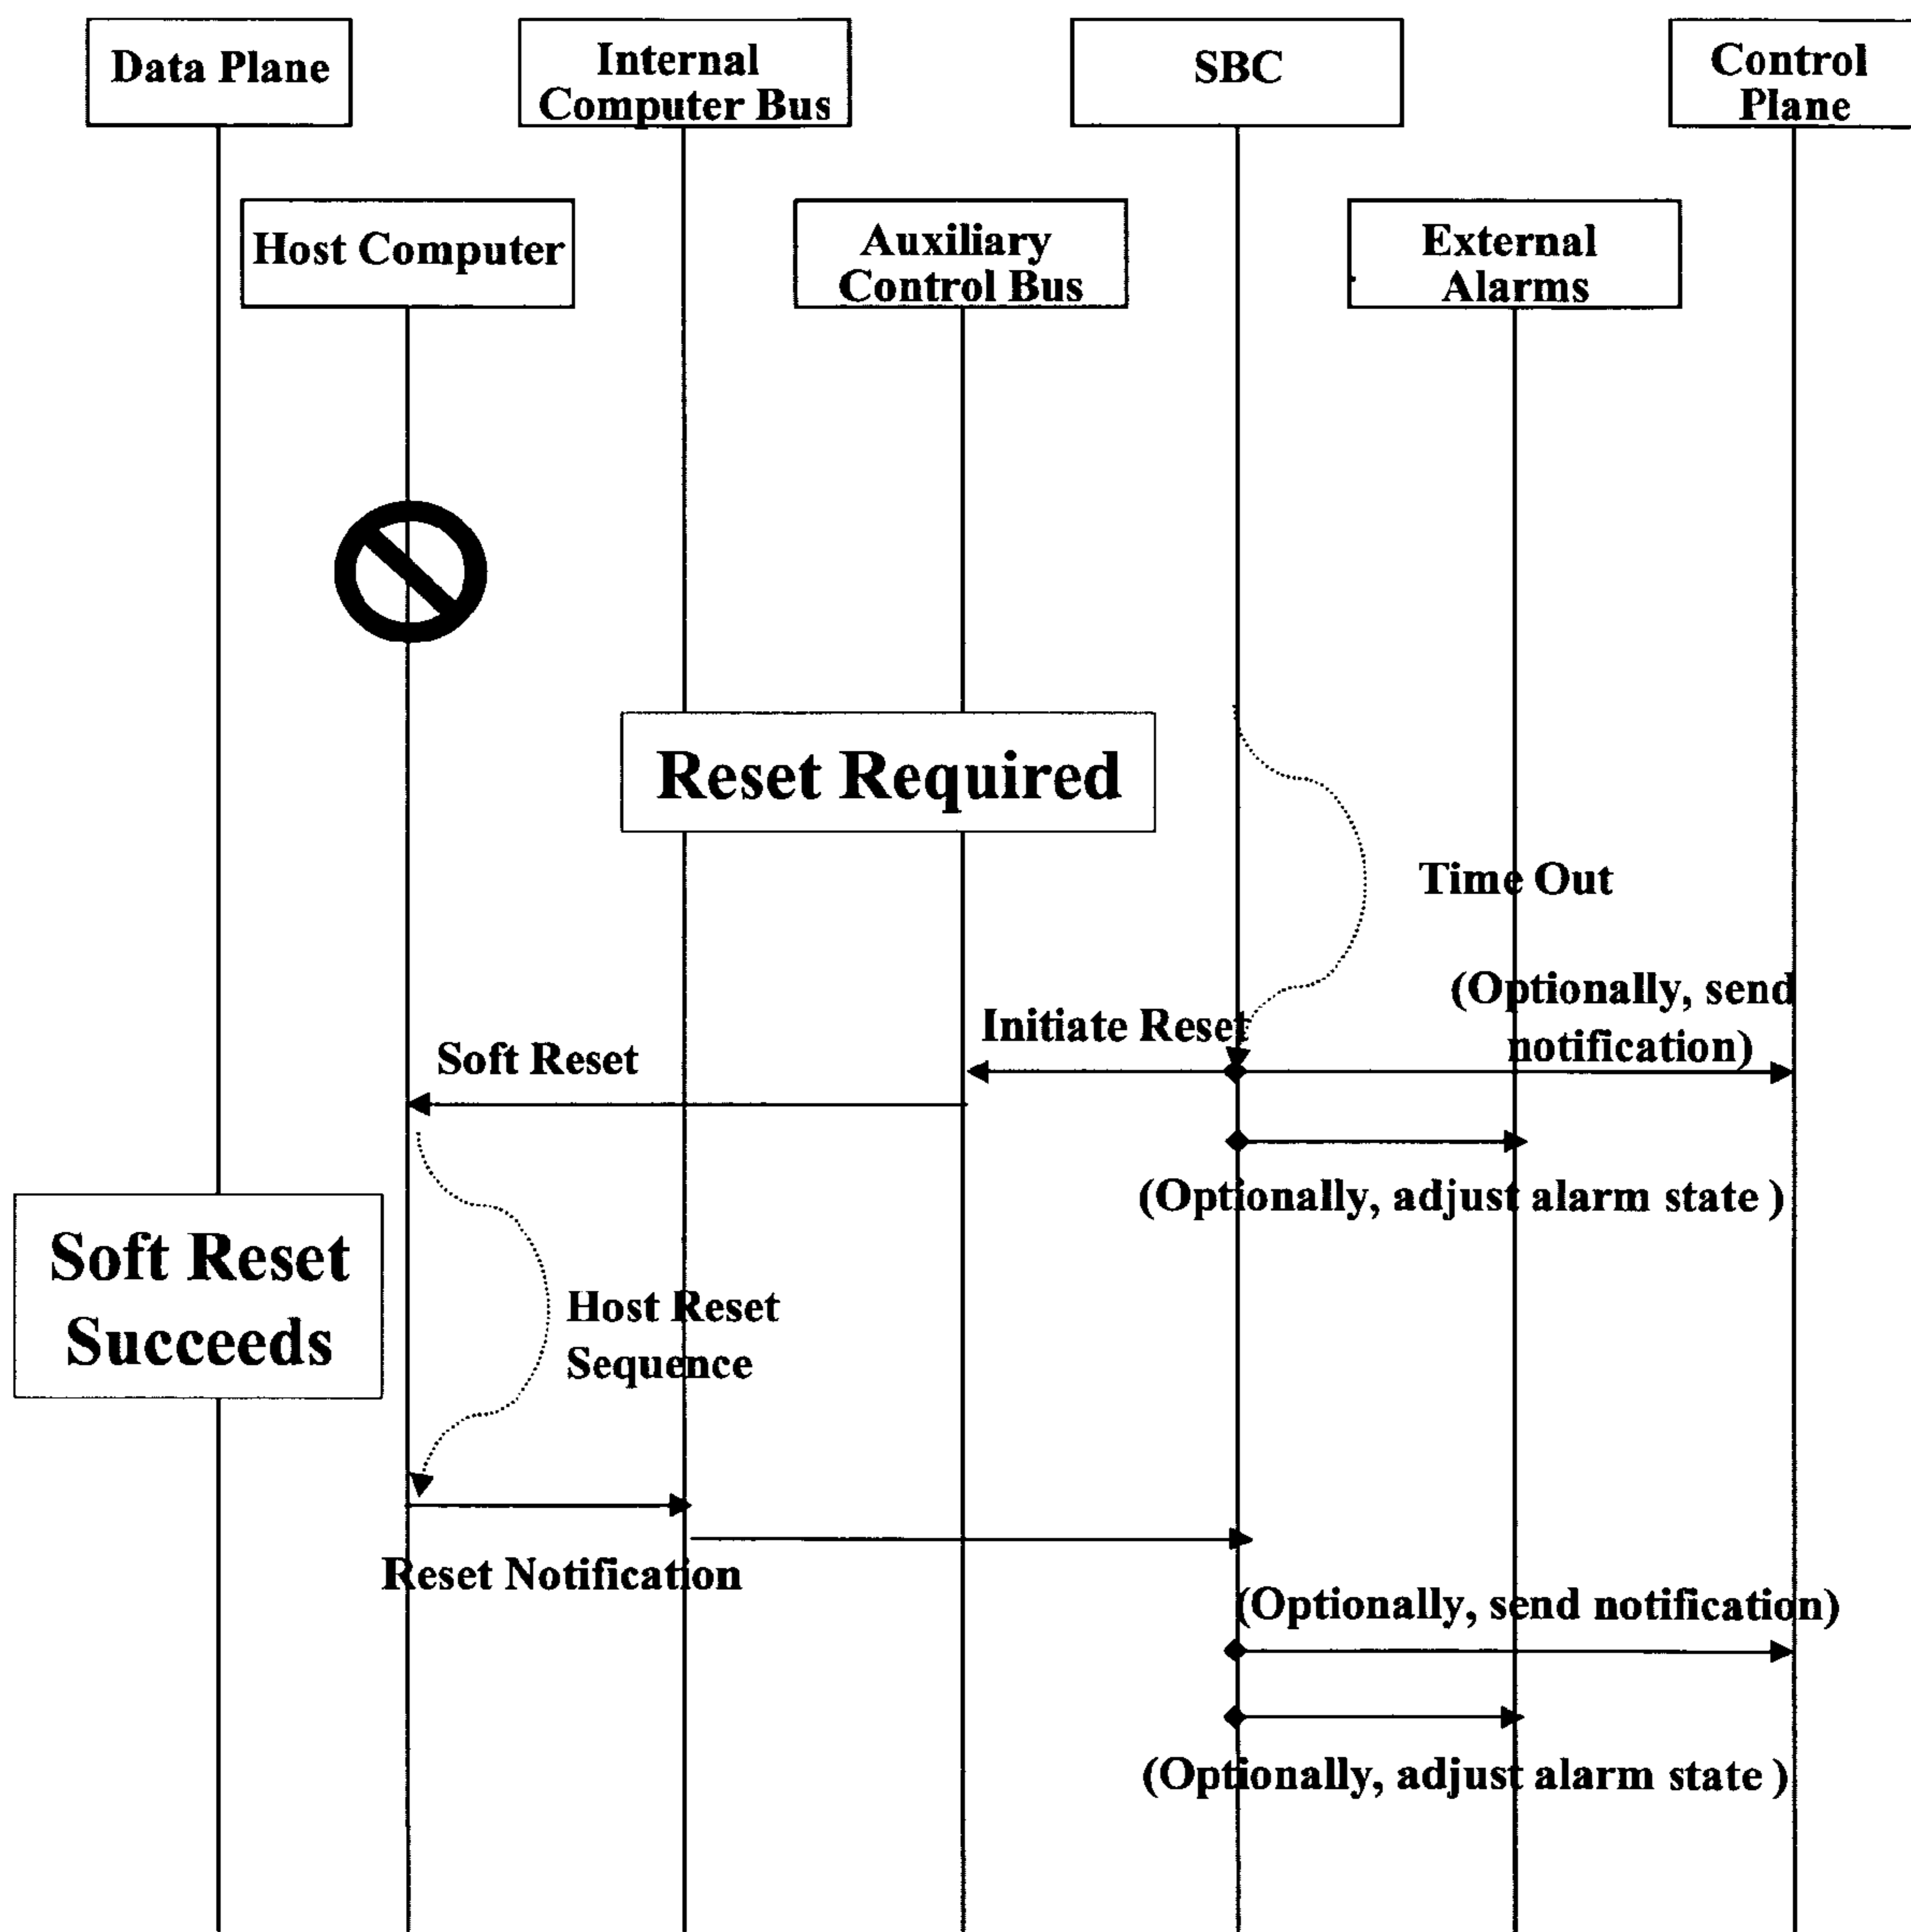 Data Plane
Internal
Computer Bus
SBC
Control
Plane
Host Computer
Auxiliary
Control Bus
External
Alarms
Reset Required
Time Out
(Optionally, send
notification)
Initiate Reset
Soft Reset
(Optionally, adjust alarm state )
Soft Reset
Succeeds
Host Reset
Sequence
Reset Notification
(Optionally, send notification)
(Optionally, adjust alarm state )